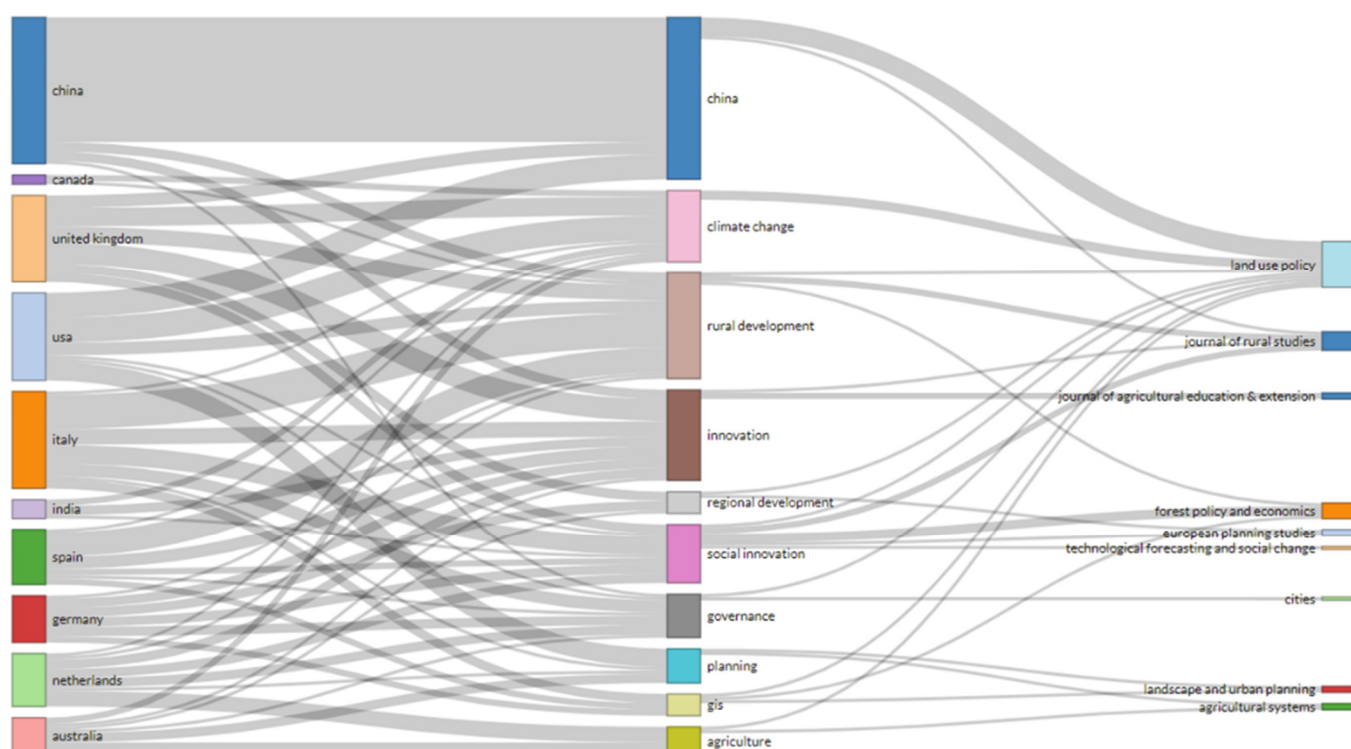 china
canada
united kingdom
usa
italy
india
spain
germany
netherlands
australia
china
climate change
rural development
innovation
regional development
social innovation
governance
planning
gis
agriculture
land use policy
journal of rural studies
journal of agricultural education & extension
forest policy and economics
european planning studies
technological forecasting and social change
cities
landscape and urban planning
agricultural systems